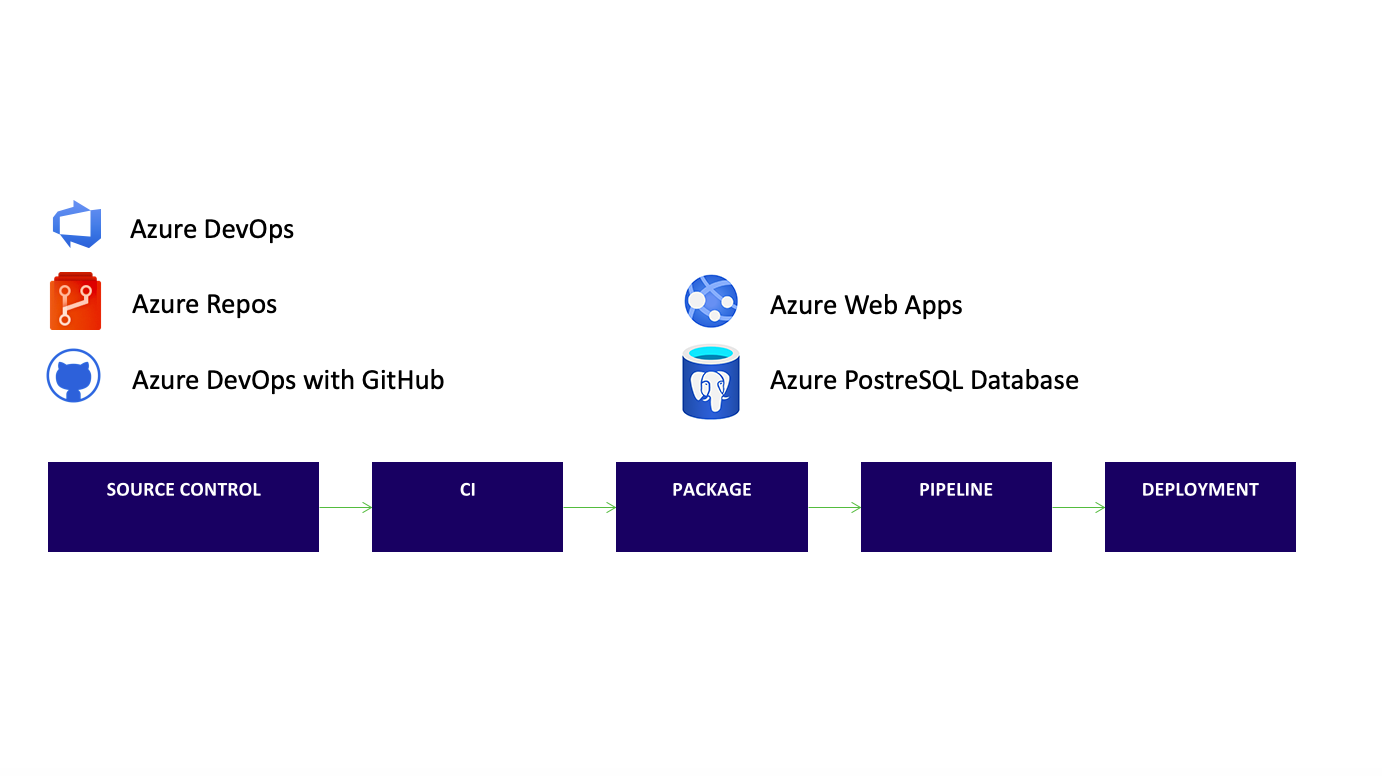 Azure DevOps
Azure Repos
Azure DevOps with GitHub
Azure Web Apps
Azure PostreSQL Database
SOURCE CONTROL
CI
PACKAGE
PIPELINE
DEPLOYMENT